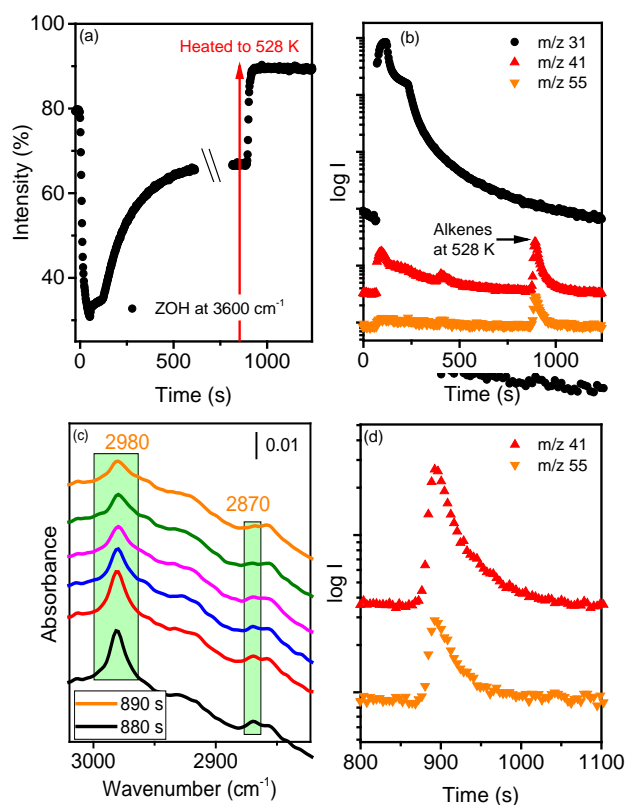 (a)
Heated to 528 K
Intensity (%)
100
80
60
40
ZOH at 3600 cm⁻¹
0 500 1000
Time (s)
(b)
m/z 31
m/z 41
m/z 55
log I
Alkenes
at 528 K
0 500 1000
Time (s)
(c)
2980
0.01
2870
Absorbance
890 s
880 s
3000 2900
Wavenumber (cm⁻¹)
(d)
m/z 41
m/z 55
log I
800 900 1000 1100
Time (s)